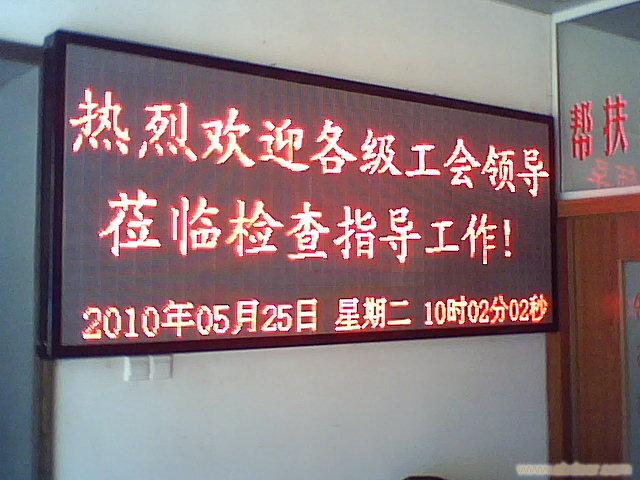 热烈欢迎各级工会领导
莅临检查指导工作!
2010年05月25日 星期二 10时02分02秒
帮扶